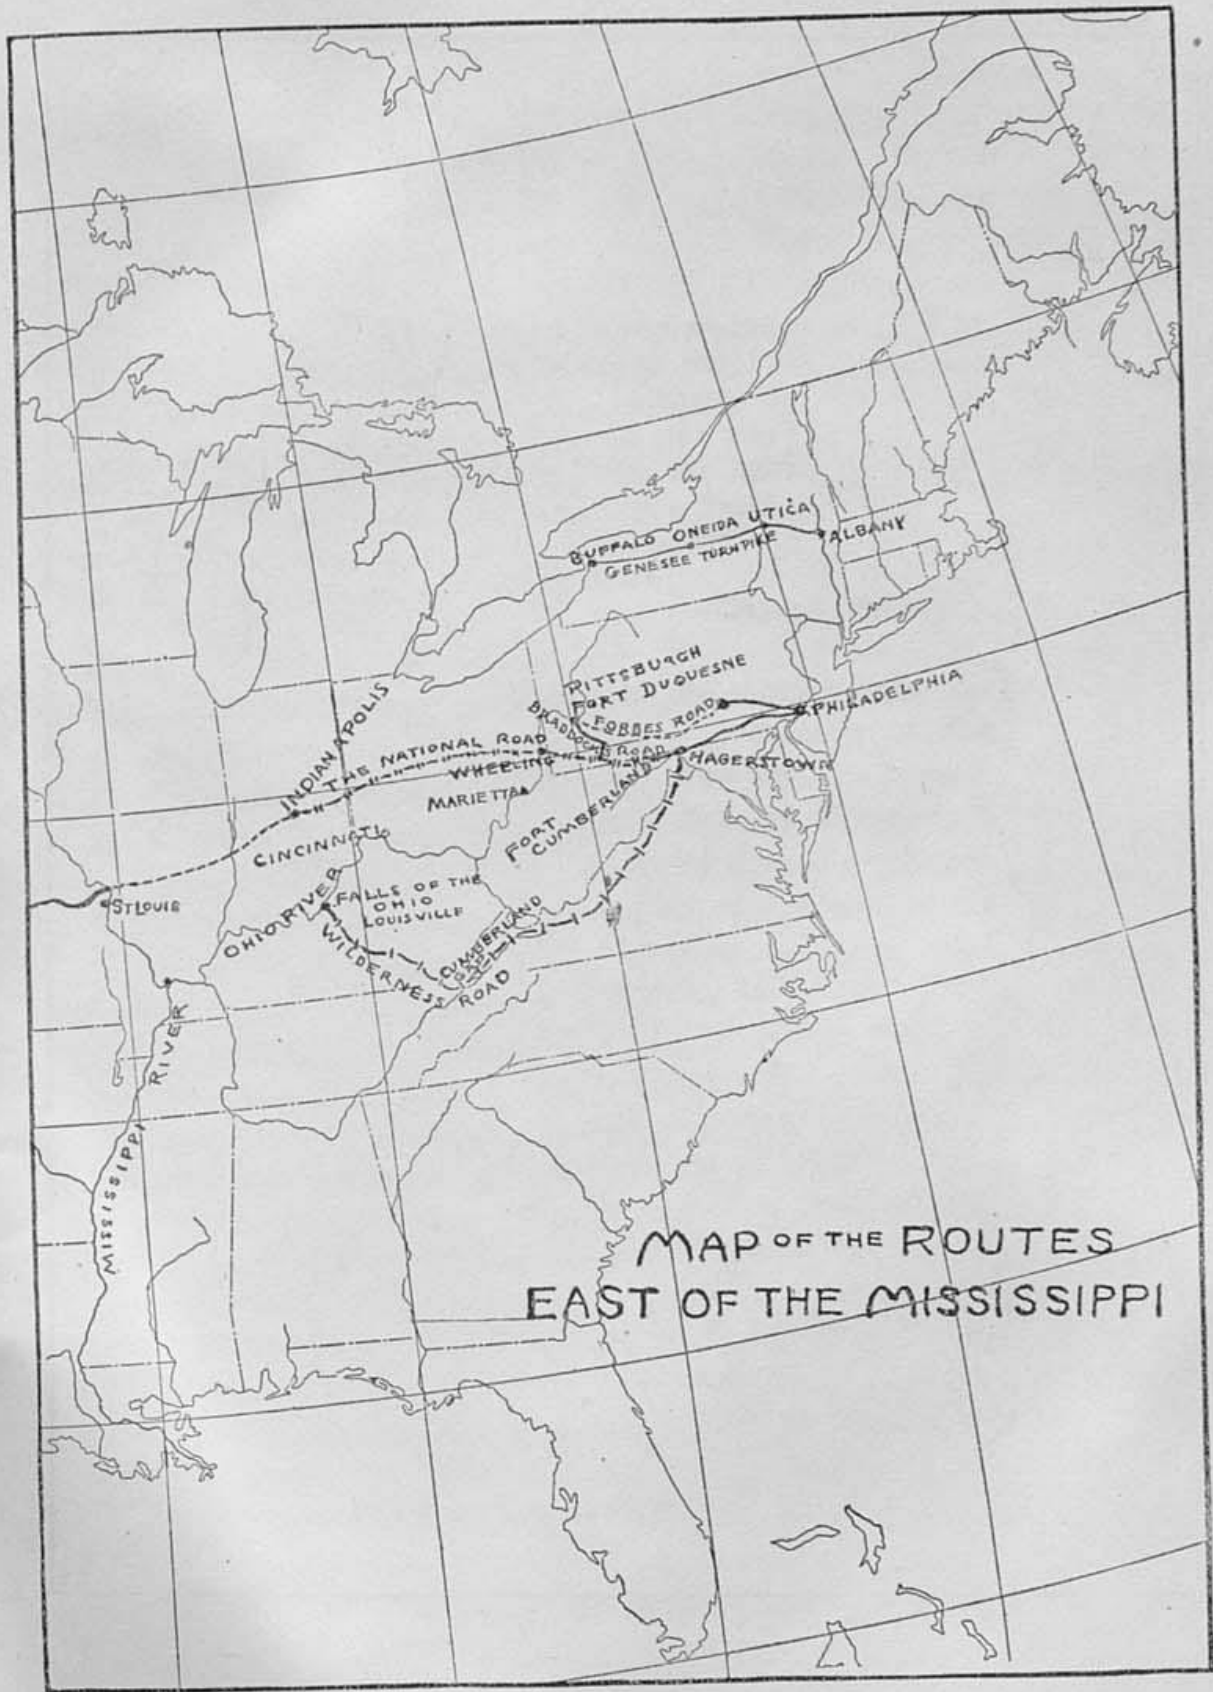 BUFFALO ONEIDA UTICA
ALBANY
GENESEE TURNPIKE
PITTSBURGH
FORT DUQUESNE
PHILADELPHIA
BRADDOCKS ROAD
FORBES ROAD
INDIANAPOLIS
THE NATIONAL ROAD
WHEELING
HAGERSTOWN
MARIETTA
FORT
CUMBERLAND
CINCINNATI
ST LOUIS
OHIO RIVER
FALLS OF THE
OHIO
LOUISVILLE
WILDERNESS ROAD
CUMBERLAND
GAP
MISSISSIPPI RIVER
MAP OF THE ROUTES
EAST OF THE MISSISSIPPI